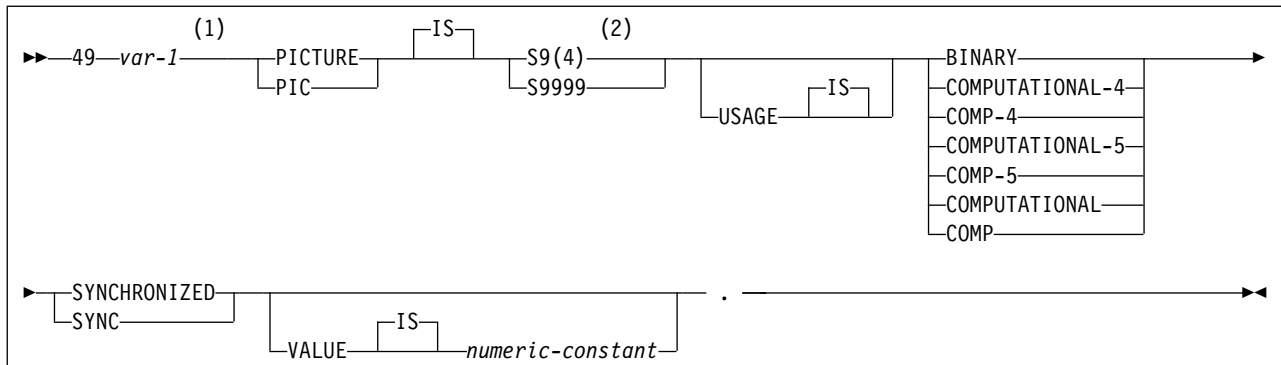 (1) IS (2)
49 var-1 PICTURE S9(4) BINARY
PIC S9999 IS COMPUTATIONAL-4
USAGE COMP-4
COMPUTATIONAL-5
COMP-5
COMPUTATIONAL
COMP
SYNCHRONIZED .
SYNC IS
VALUE numeric-constant